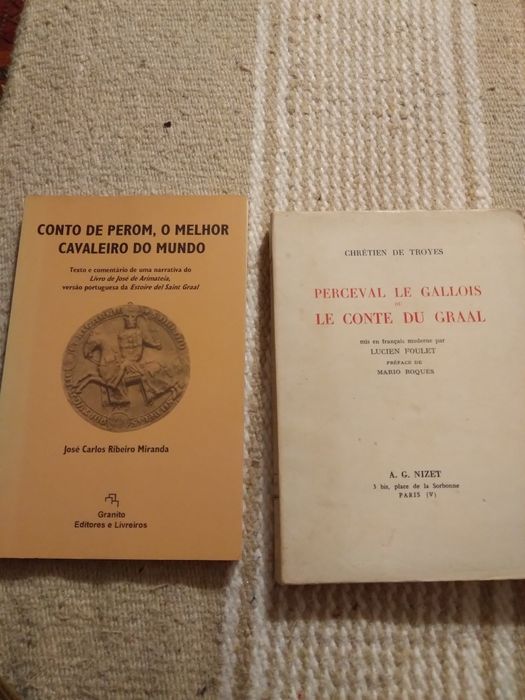 CONTO DE PEROM, O MELHOR
CAVALEIRO DO MUNDO
Texto e comentário de uma narrativa do
Livro de José de Arimateia,
versão portuguesa da Estoire del Saint Graal
José Carlos Ribeiro Miranda
Granito
Editores e Livreiros
CHRÉTIEN DE TROYES
PERCEVAL LE GALLOIS
ou
LE CONTE DU GRAAL
mis en français moderne par
LUCIEN FOULET
PRÉFACE DE
MARIO ROQUES
A. G. NIZET
3 bis, place de la Sorbonne
PARIS (V)